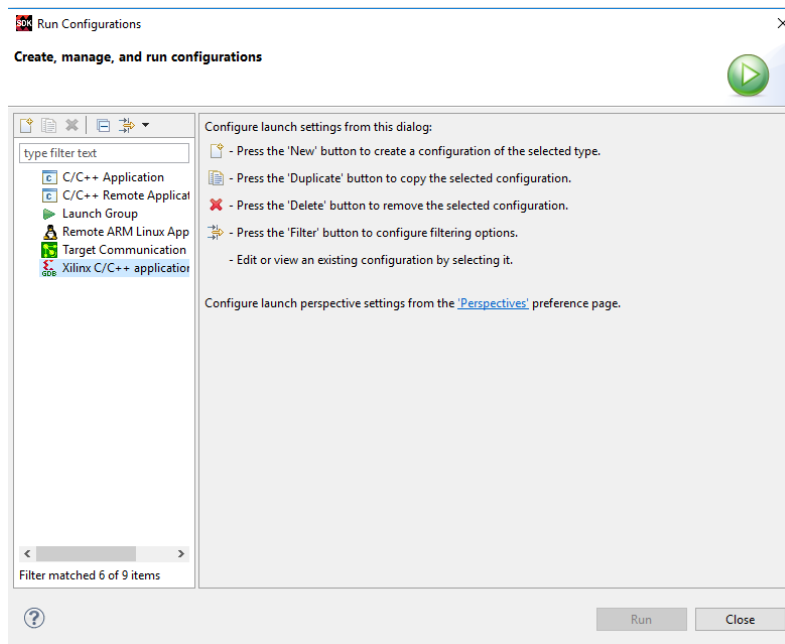 SDK Run Configurations
Create, manage, and run configurations
type filter text
C/C++ Application
C/C++ Remote Applicat
Launch Group
Remote ARM Linux App
Target Communication
GDB Xilinx C/C++ application
Filter matched 6 of 9 items
Configure launch settings from this dialog:
- Press the 'New' button to create a configuration of the selected type.
- Press the 'Duplicate' button to copy the selected configuration.
- Press the 'Delete' button to remove the selected configuration.
- Press the 'Filter' button to configure filtering options.
- Edit or view an existing configuration by selecting it.
Configure launch perspective settings from the 'Perspectives' preference page.
Run
Close